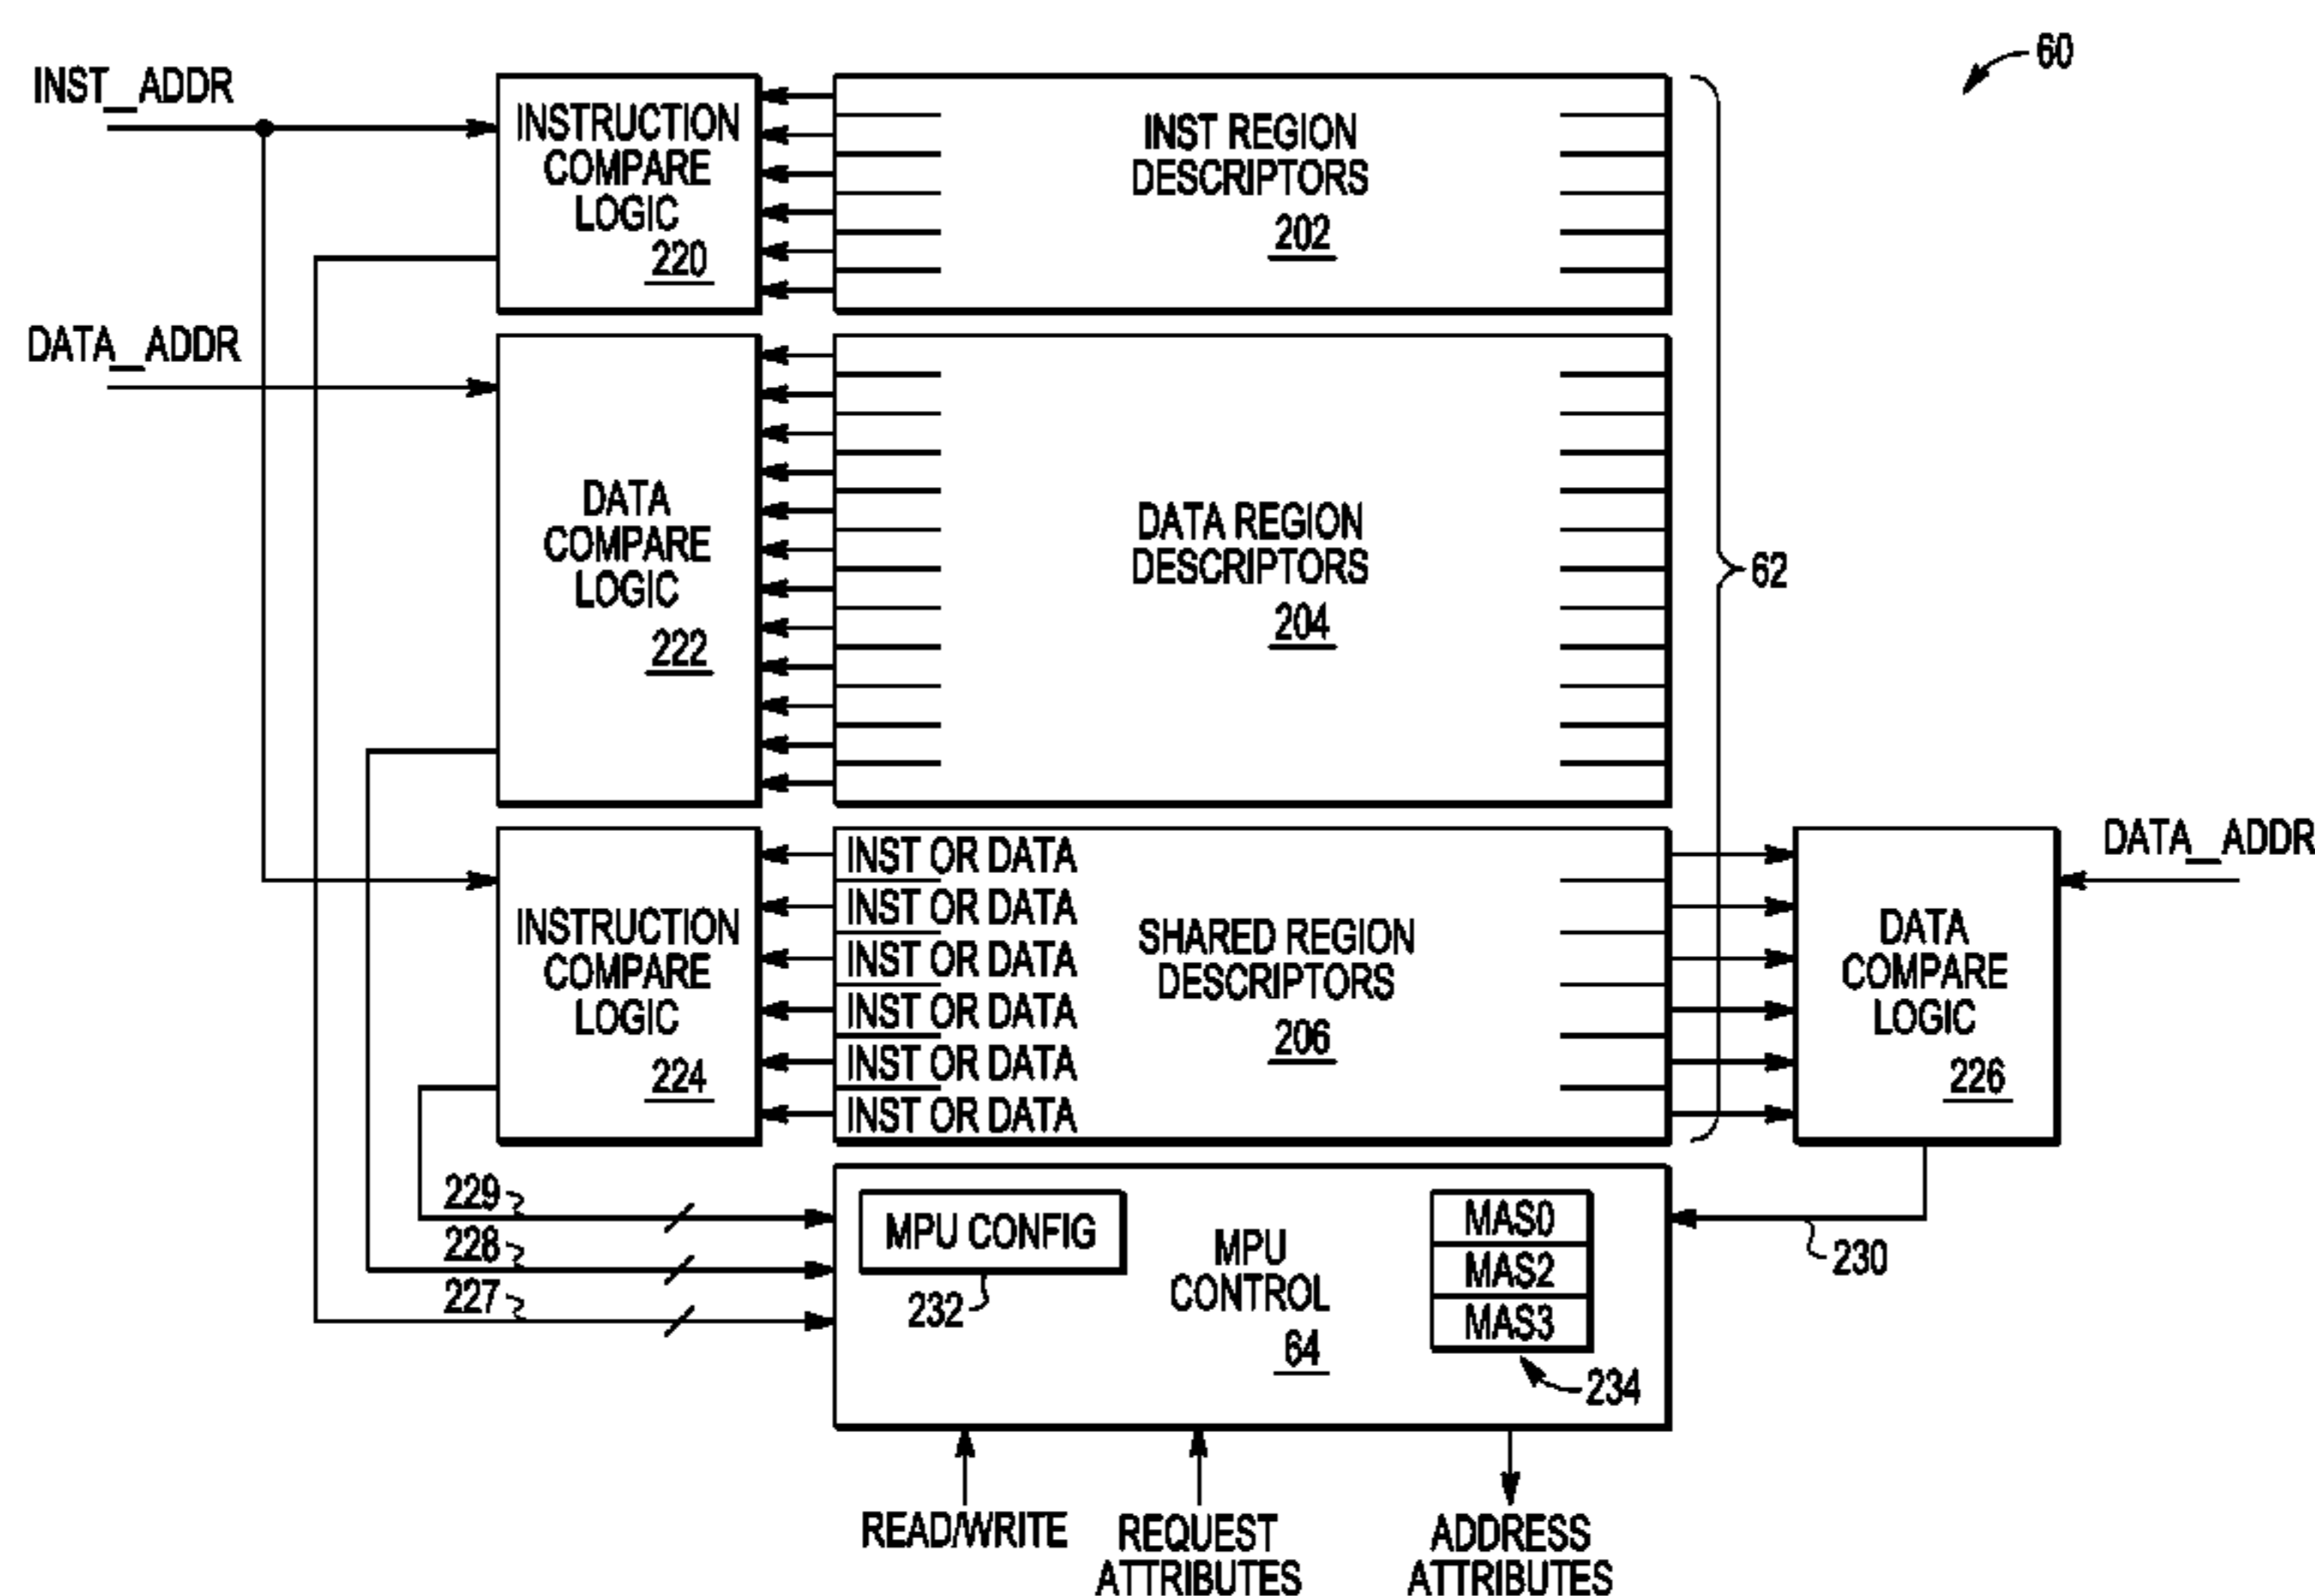 60
INST_ADDR
INSTRUCTION
COMPARE
LOGIC
220
INST REGION
DESCRIPTORS
202
DATA_ADDR
DATA
COMPARE
LOGIC
222
DATA REGION
DESCRIPTORS
204
62
INSTRUCTION
COMPARE
LOGIC
224
INST OR DATA
INST OR DATA
INST OR DATA
INST OR DATA
INST OR DATA
INST OR DATA
SHARED REGION
DESCRIPTORS
206
DATA_ADDR
DATA
COMPARE
LOGIC
226
229
228
227
MPU CONFIG
232
MPU
CONTROL
64
MAS0
MAS2
MAS3
234
230
READ/WRITE
REQUEST
ATTRIBUTES
ADDRESS
ATTRIBUTES